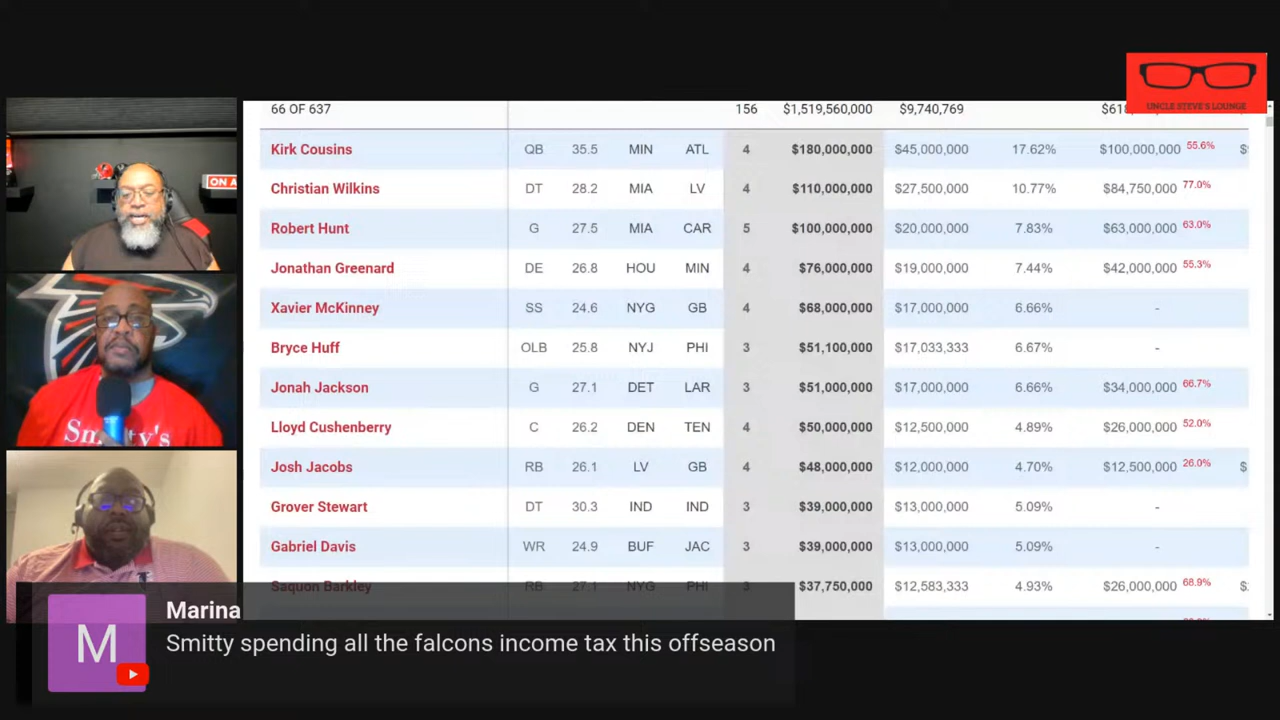 UNCLE STEVE'S LOUNGE
66 OF 637 156 $1,519,560,000 $9,740,769
Kirk Cousins QB 35.5 MIN ATL 4 $180,000,000 $45,000,000 17.62% $100,000,000 55.6%
Christian Wilkins DT 28.2 MIA LV 4 $110,000,000 $27,500,000 10.77% $84,750,000 77.0%
Robert Hunt G 27.5 MIA CAR 5 $100,000,000 $20,000,000 7.83% $63,000,000 63.0%
Jonathan Greenard DE 26.8 HOU MIN 4 $76,000,000 $19,000,000 7.44% $42,000,000 55.3%
Xavier McKinney SS 24.6 NYG GB 4 $68,000,000 $17,000,000 6.66% -
Bryce Huff OLB 25.8 NYJ PHI 3 $51,100,000 $17,033,333 6.67% -
Jonah Jackson G 27.1 DET LAR 3 $51,000,000 $17,000,000 6.66% $34,000,000 66.7%
Lloyd Cushenberry C 26.2 DEN TEN 4 $50,000,000 $12,500,000 4.89% $26,000,000 52.0%
Josh Jacobs RB 26.1 LV GB 4 $48,000,000 $12,000,000 4.70% $12,500,000 26.0%
Grover Stewart DT 30.3 IND IND 3 $39,000,000 $13,000,000 5.09% -
Gabriel Davis WR 24.9 BUF JAC 3 $39,000,000 $13,000,000 5.09% -
Saquon Barkley RB 27.1 NYG PHI 3 $37,750,000 $12,583,333 4.93% $26,000,000 68.9%
ON A
M
Marina
Smitty spending all the falcons income tax this offseason